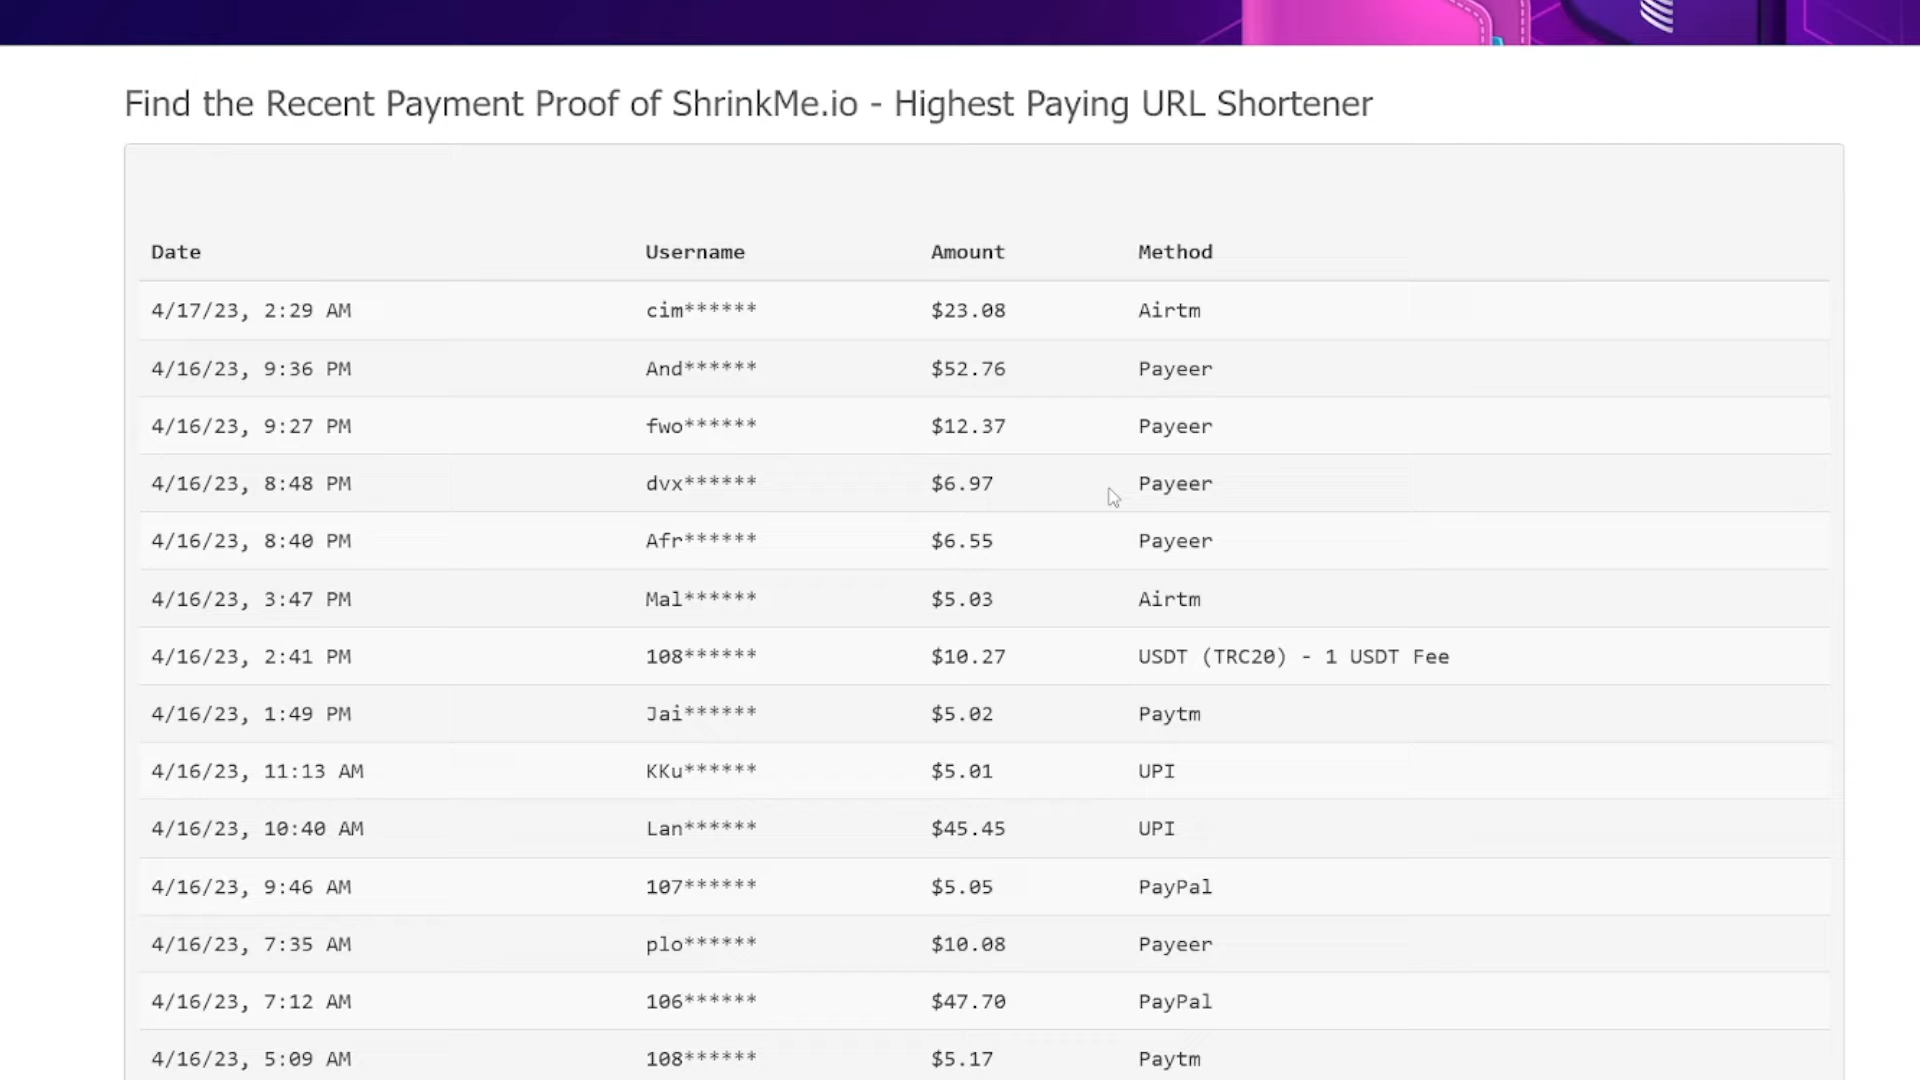 Find the Recent Payment Proof of ShrinkMe.io - Highest Paying URL Shortener
Date Username Amount Method
4/17/23, 2:29 AM cim****** $23.08 Airtm
4/16/23, 9:36 PM And****** $52.76 Payeer
4/16/23, 9:27 PM fwo****** $12.37 Payeer
4/16/23, 8:48 PM dvx****** $6.97 Payeer
4/16/23, 8:40 PM Afr****** $6.55 Payeer
4/16/23, 3:47 PM Mal****** $5.03 Airtm
4/16/23, 2:41 PM 108****** $10.27 USDT (TRC20) - 1 USDT Fee
4/16/23, 1:49 PM Jai****** $5.02 Paytm
4/16/23, 11:13 AM KKu****** $5.01 UPI
4/16/23, 10:40 AM Lan****** $45.45 UPI
4/16/23, 9:46 AM 107****** $5.05 PayPal
4/16/23, 7:35 AM plo****** $10.08 Payeer
4/16/23, 7:12 AM 106****** $47.70 PayPal
4/16/23, 5:09 AM 108****** $5.17 Paytm